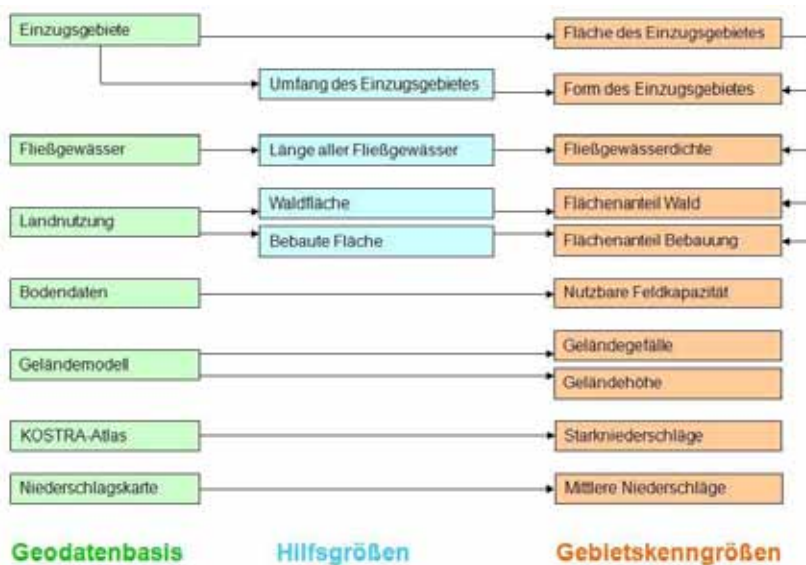 Einzugsgebiete
Fläche des Einzugsgebietes
Umfang des Einzugsgebietes
Form des Einzugsgebietes
Fließgewässer
Länge aller Fließgewässer
Fließgewässerdichte
Landnutzung
Waldfläche
Flächenanteil Wald
Bebaute Fläche
Flächenanteil Bebauung
Bodendaten
Nutzbare Feldkapazität
Geländemodell
Geländegefälle
Geländehöhe
KOSTRA-Atlas
Starkniederschläge
Niederschlagskarte
Mittlere Niederschläge
Geodatenbasis
Hilfsgrößen
Gebietskenngrößen